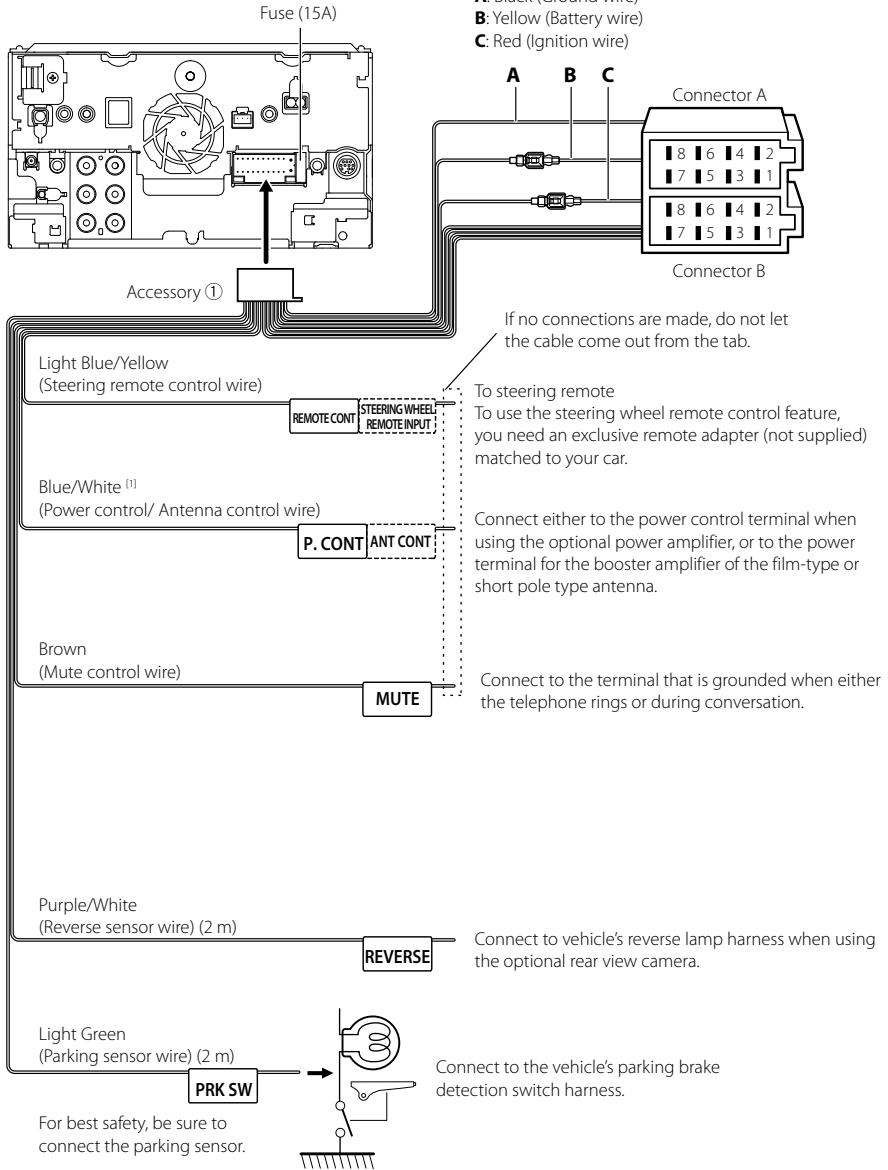 A: Black (Ground wire)
B: Yellow (Battery wire)
C: Red (Ignition wire)
Fuse (15A)
A B C
Connector A
8 6 4 2
7 5 3 1
8 6 4 2
7 5 3 1
Connector B
Accessory ①
If no connections are made, do not let
the cable come out from the tab.
Light Blue/Yellow
(Steering remote control wire)
REMOTE CONT
STEERING WHEEL
REMOTE INPUT
To steering remote
To use the steering wheel remote control feature,
you need an exclusive remote adapter (not supplied)
matched to your car.
Blue/White [1]
(Power control/ Antenna control wire)
P. CONT
ANT CONT
Connect either to the power control terminal when
using the optional power amplifier, or to the power
terminal for the booster amplifier of the film-type or
short pole type antenna.
Brown
(Mute control wire)
MUTE
Connect to the terminal that is grounded when either
the telephone rings or during conversation.
Purple/White
(Reverse sensor wire) (2 m)
REVERSE
Connect to vehicle's reverse lamp harness when using
the optional rear view camera.
Light Green
(Parking sensor wire) (2 m)
PRK SW
Connect to the vehicle's parking brake
detection switch harness.
For best safety, be sure to
connect the parking sensor.